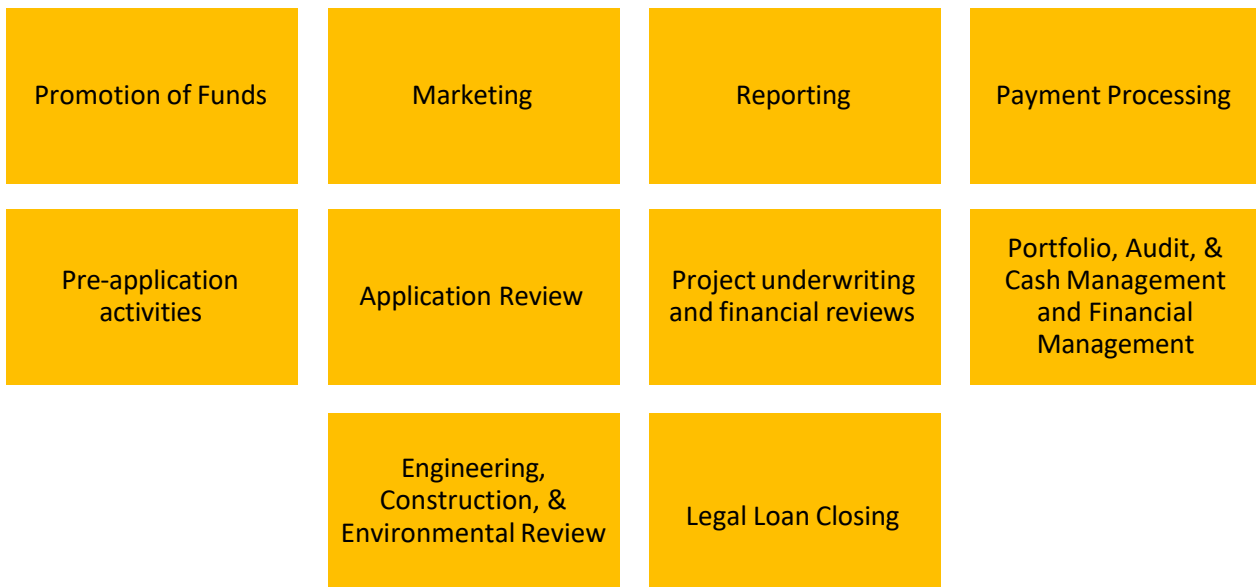 Promotion of Funds
Marketing
Reporting
Payment Processing
Pre-application
activities
Application Review
Project underwriting
and financial reviews
Portfolio, Audit, &
Cash Management
and Financial
Management
Engineering,
Construction, &
Environmental Review
Legal Loan Closing